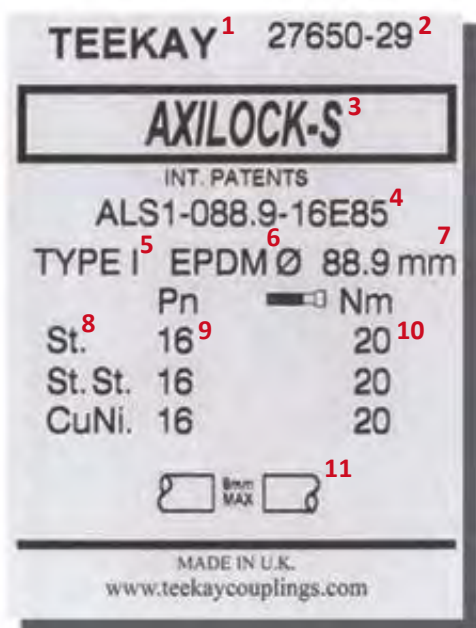 TEEKAY 1 27650-29 2
AXILOCK-S 3
INT. PATENTS
ALS1-088.9-16E85 4
TYPE I 5 EPDM 6 Ø 88.9 mm 7
Pn Nm
St. 8 16 9 20 10
St. St. 16 20
CuNi. 16 20
8mm 11
MAX
MADE IN U.K.
www.teekaycouplings.com